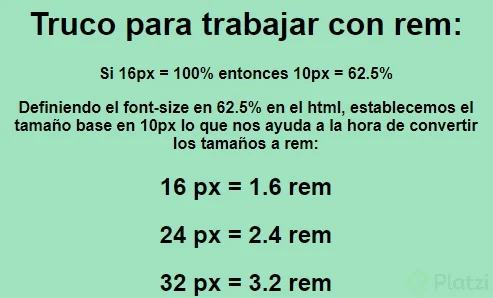 Truco para trabajar con rem:
Si 16px = 100% entonces 10px = 62.5%
Definiendo el font-size en 62.5% en el html, establecemos el
tamaño base en 10px lo que nos ayuda a la hora de convertir
los tamaños a rem:
16 px = 1.6 rem
24 px = 2.4 rem
32 px = 3.2 rem
Platzi